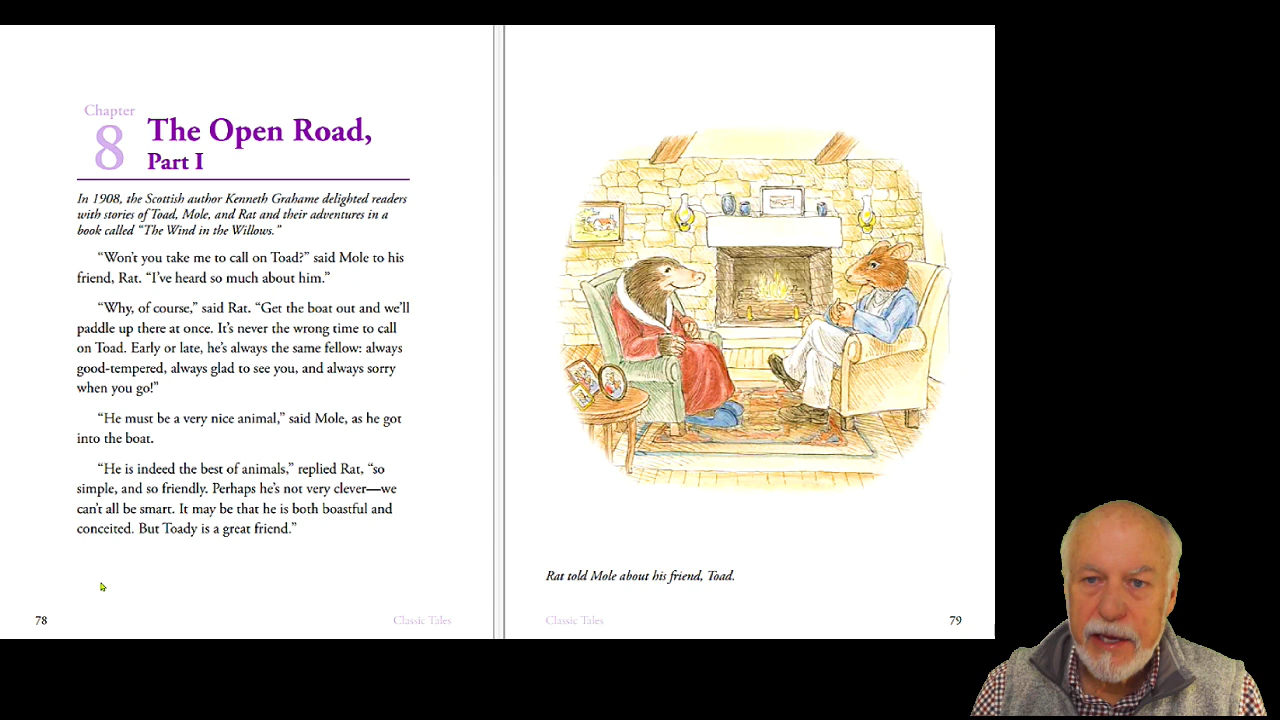 Chapter
8
The Open Road,
Part I
In 1908, the Scottish author Kenneth Grahame delighted readers
with stories of Toad, Mole, and Rat and their adventures in a
book called “The Wind in the Willows.”
“Won’t you take me to call on Toad?” said Mole to his
friend, Rat. “I’ve heard so much about him.”
“Why, of course,” said Rat. “Get the boat out and we’ll
paddle up there at once. It’s never the wrong time to call
on Toad. Early or late, he’s always the same fellow: always
good-tempered, always glad to see you, and always sorry
when you go!”
“He must be a very nice animal,” said Mole, as he got
into the boat.
“He is indeed the best of animals,” replied Rat, “so
simple, and so friendly. Perhaps he’s not very clever—we
can’t all be smart. It may be that he is both boastful and
conceited. But Toady is a great friend.”
78
Classic Tales
Rat told Mole about his friend, Toad.
Classic Tales
79